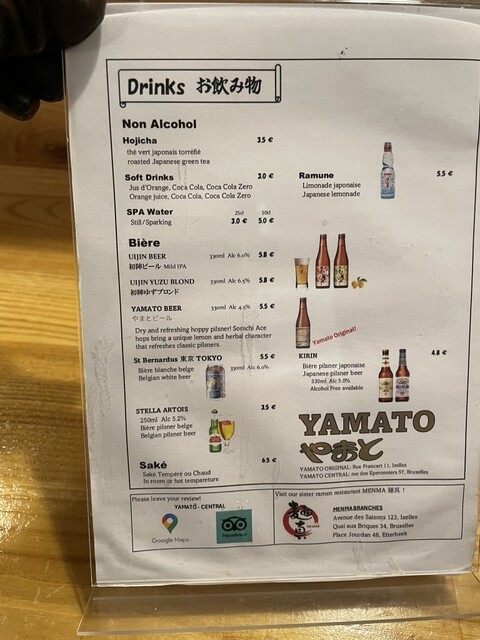 Drinks お飲み物
Non Alcohol
Hojicha 3.5 €
thé vert japonais torréfié
roasted Japanese green tea
Soft Drinks 3.0 €
Jus d'Orange, Coca Cola, Coca Cola Zero
Orange juice, Coca Cola, Coca Cola Zero
Ramune 5.5 €
Limonade japonaise
Japanese lemonade
SPA Water 25cl 50cl
Still/Sparking 3.0 € 5.0 €
Bière
UIJIN BEER 330ml Alc 6.0% 5.8 €
初陣ビール Mild IPA
UIJIN YUZU BLOND 330ml Alc 6.5% 5.8 €
初陣ゆずブロンド
YAMATO BEER 330ml Alc 4.5% 5.5 €
やまとビール
Yamato Original!
Dry and refreshing hoppy pilsner! Sorachi Ace
hops bring a unique lemon and herbal character
that refreshes classic pilsners.
St Bernardus 東京 TOKYO 5.5 €
Bière blanche belge 330ml Alc 6.0%
Belgian white beer
KIRIN 4.8 €
Bière pilsner japonaise
Japanese pilsner beer
330ml Alc 5.0%
Alcohol Free available
STELLA ARTOIS 3.5 €
250ml Alc 5.2%
Bière pilsner belge
Belgian pilsner beer
Saké 6.5 €
Saké Tempéré ou Chaud
In room or hot tempareture
YAMATO
やまと
YAMATO ORIGINAL: Rue Francart 11, Ixelles
YAMATO CENTRAL: rue des Eperonniers 57, Bruxelles
Please leave your review!
YAMATO - CENTRAL
Google Maps
Tripadvisor
Visit our sister ramen restaurant MENMA 麺真!
麺真
MENMA
MENMA BRANCHES
Avenue des Saisons 123, Ixelles
Quai aux Briques 34, Bruxelles
Place Jourdan 48, Etterbeek